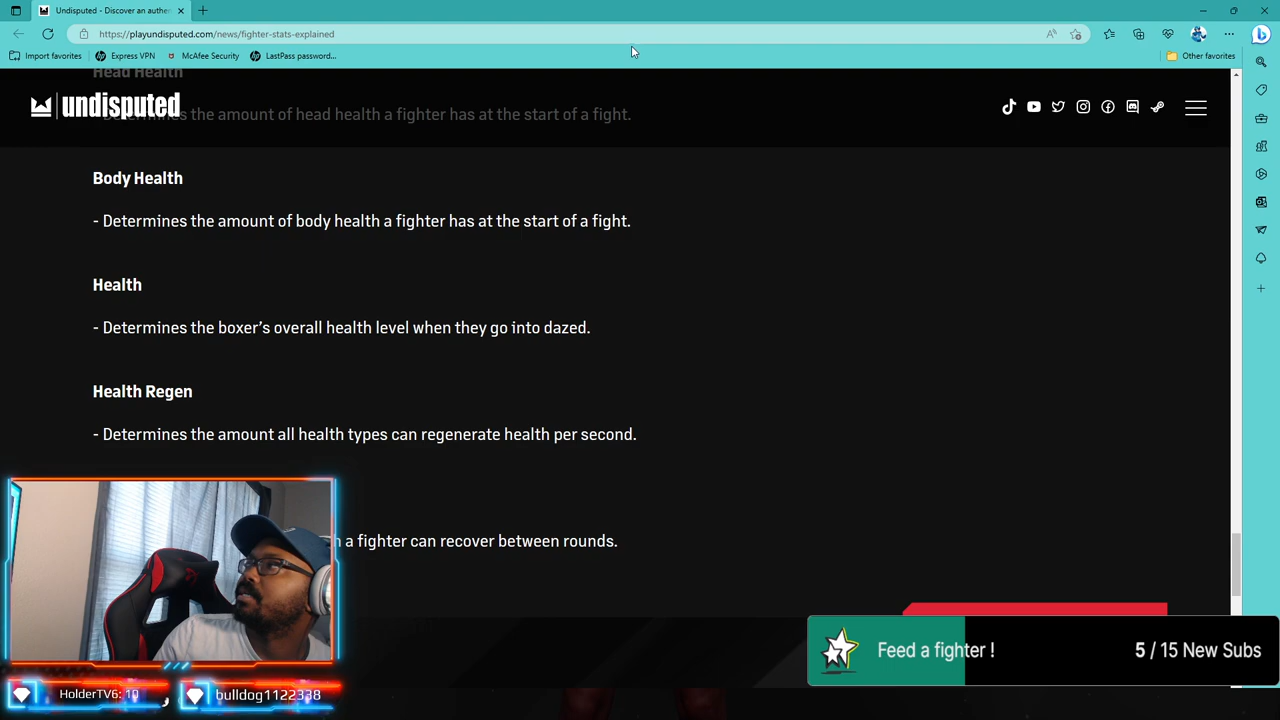 Undisputed - Discover an authe
https://playundisputed.com/news/fighter-stats-explained
Import favorites
Express VPN
McAfee Security
LastPass password...
Other favorites
Head Health
undisputed
the amount of head health a fighter has at the start of a fight.
Body Health
- Determines the amount of body health a fighter has at the start of a fight.
Health
- Determines the boxer's overall health level when they go into dazed.
Health Regen
- Determines the amount all health types can regenerate health per second.
a fighter can recover between rounds.
Feed a fighter !
5 / 15 New Subs
HolderTV6: 10
bulldog1122338